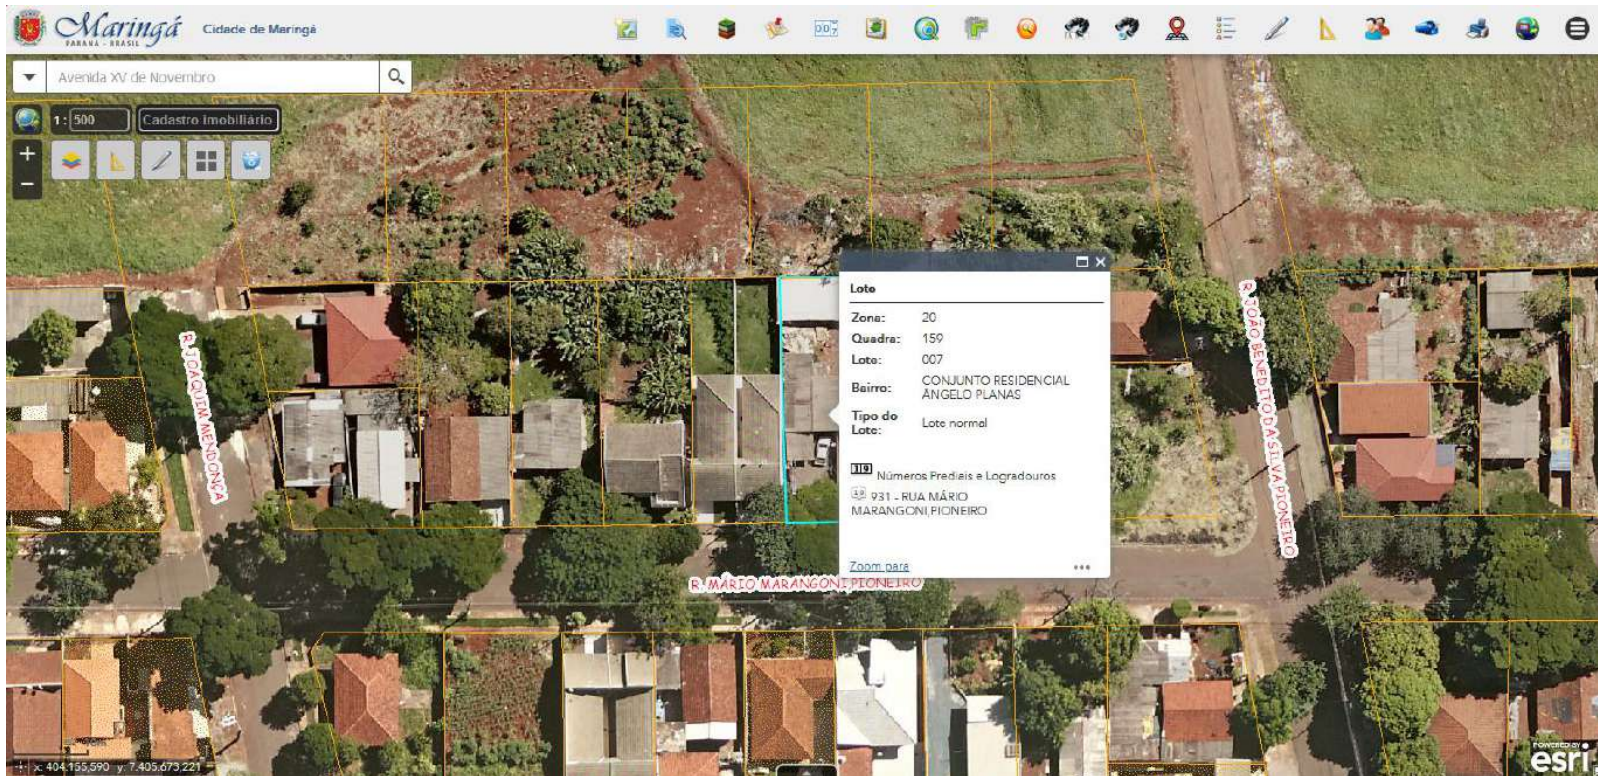 Maringá
PARANÁ - BRASIL
Cidade de Maringá
Avenida XV de Novembro
1: 500
Cadastro Imobiliário
+
−
Lote
Zona: 20
Quadra: 159
Lote: 007
Bairro: CONJUNTO RESIDENCIAL
ÂNGELO PLANAS
Tipo do
Lote: Lote normal
Números Prediais e Logradouros
931 - RUA MÁRIO
MARANGONI,PIONEIRO
Zoom para
R. JOAQUIM MENDONÇA
R. JOÃO BENEDITO DA SILVA,PIONEIRO
R. MÁRIO MARANGONI,PIONEIRO
x: 404.155,590 y: 7.405.673,221
POWERED BY
esri